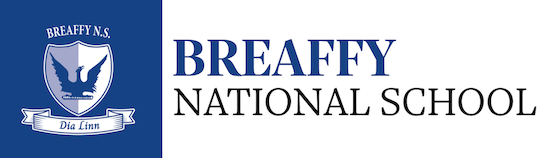 BREAFFY N.S.
Dia Linn
BREAFFY
NATIONAL SCHOOL